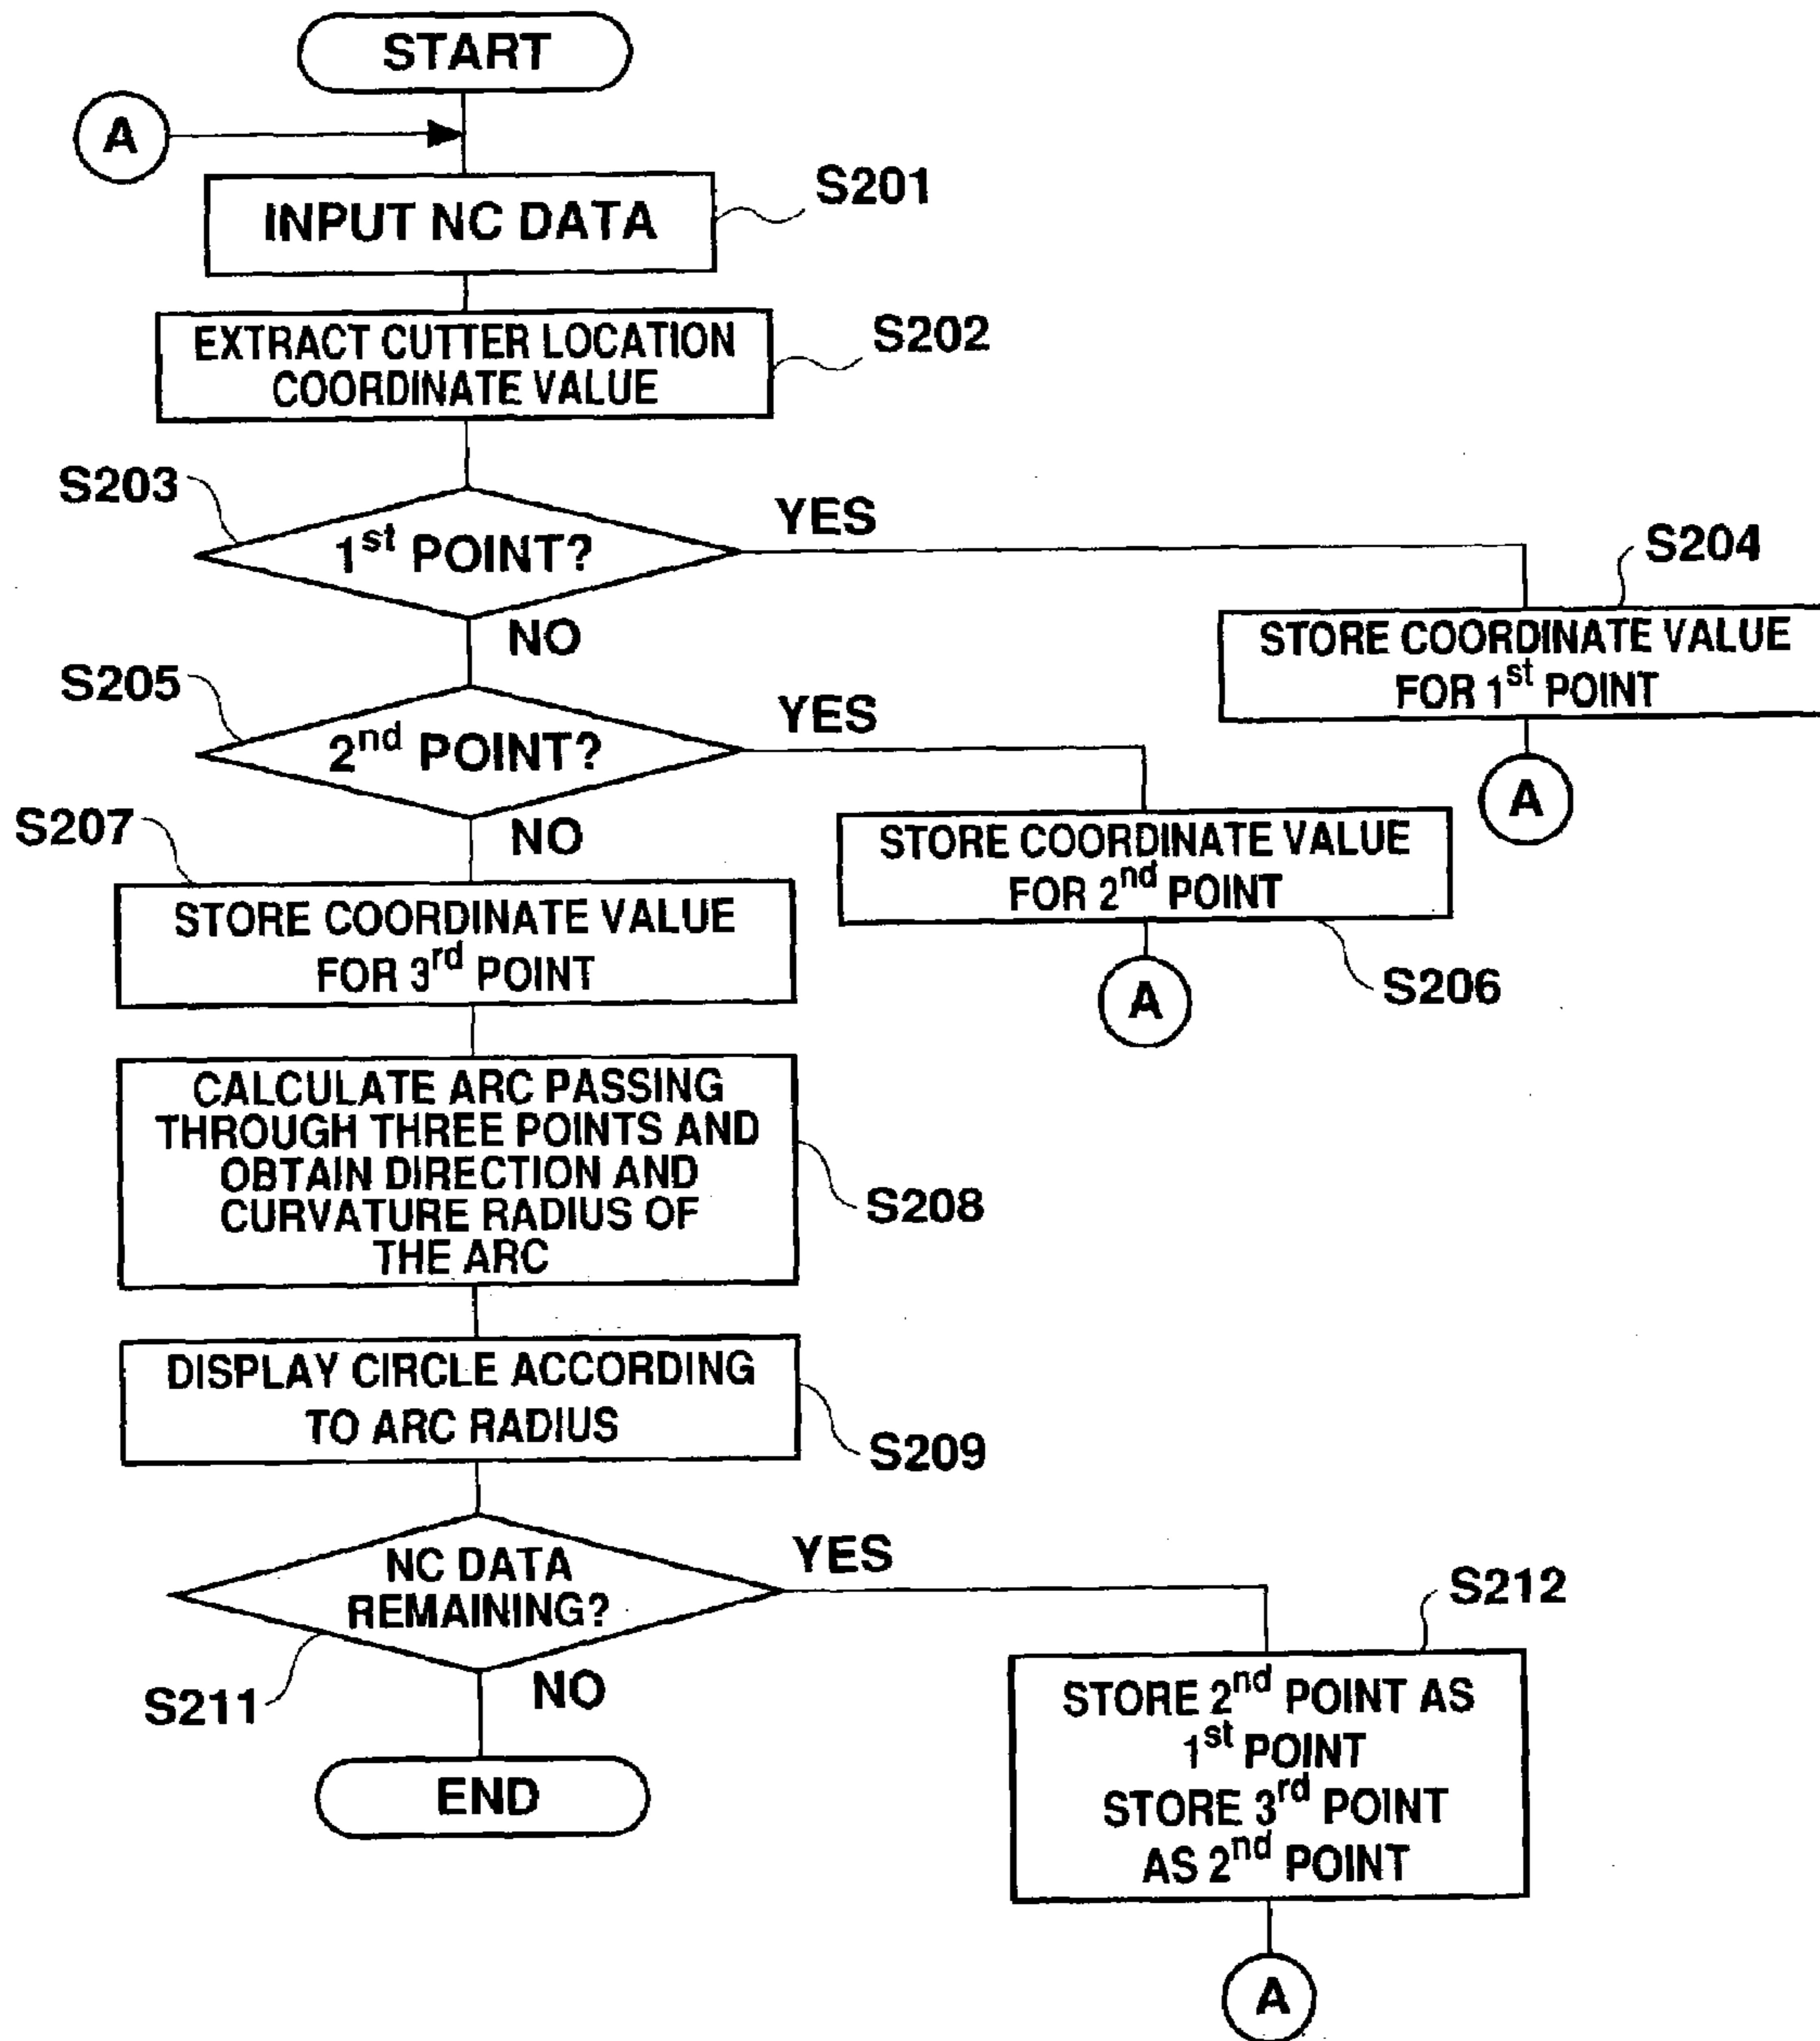 START
A
S201
INPUT NC DATA
S202
EXTRACT CUTTER LOCATION
COORDINATE VALUE
S203
1st POINT?
YES
NO
S204
STORE COORDINATE VALUE
FOR 1st POINT
A
S205
2nd POINT?
YES
NO
STORE COORDINATE VALUE
FOR 2nd POINT
S206
A
S207
STORE COORDINATE VALUE
FOR 3rd POINT
CALCULATE ARC PASSING
THROUGH THREE POINTS AND
OBTAIN DIRECTION AND
CURVATURE RADIUS OF
THE ARC
S208
DISPLAY CIRCLE ACCORDING
TO ARC RADIUS
S209
NC DATA
REMAINING?
YES
S211
NO
S212
STORE 2nd POINT AS
1st POINT
STORE 3rd POINT
AS 2nd POINT
A
END